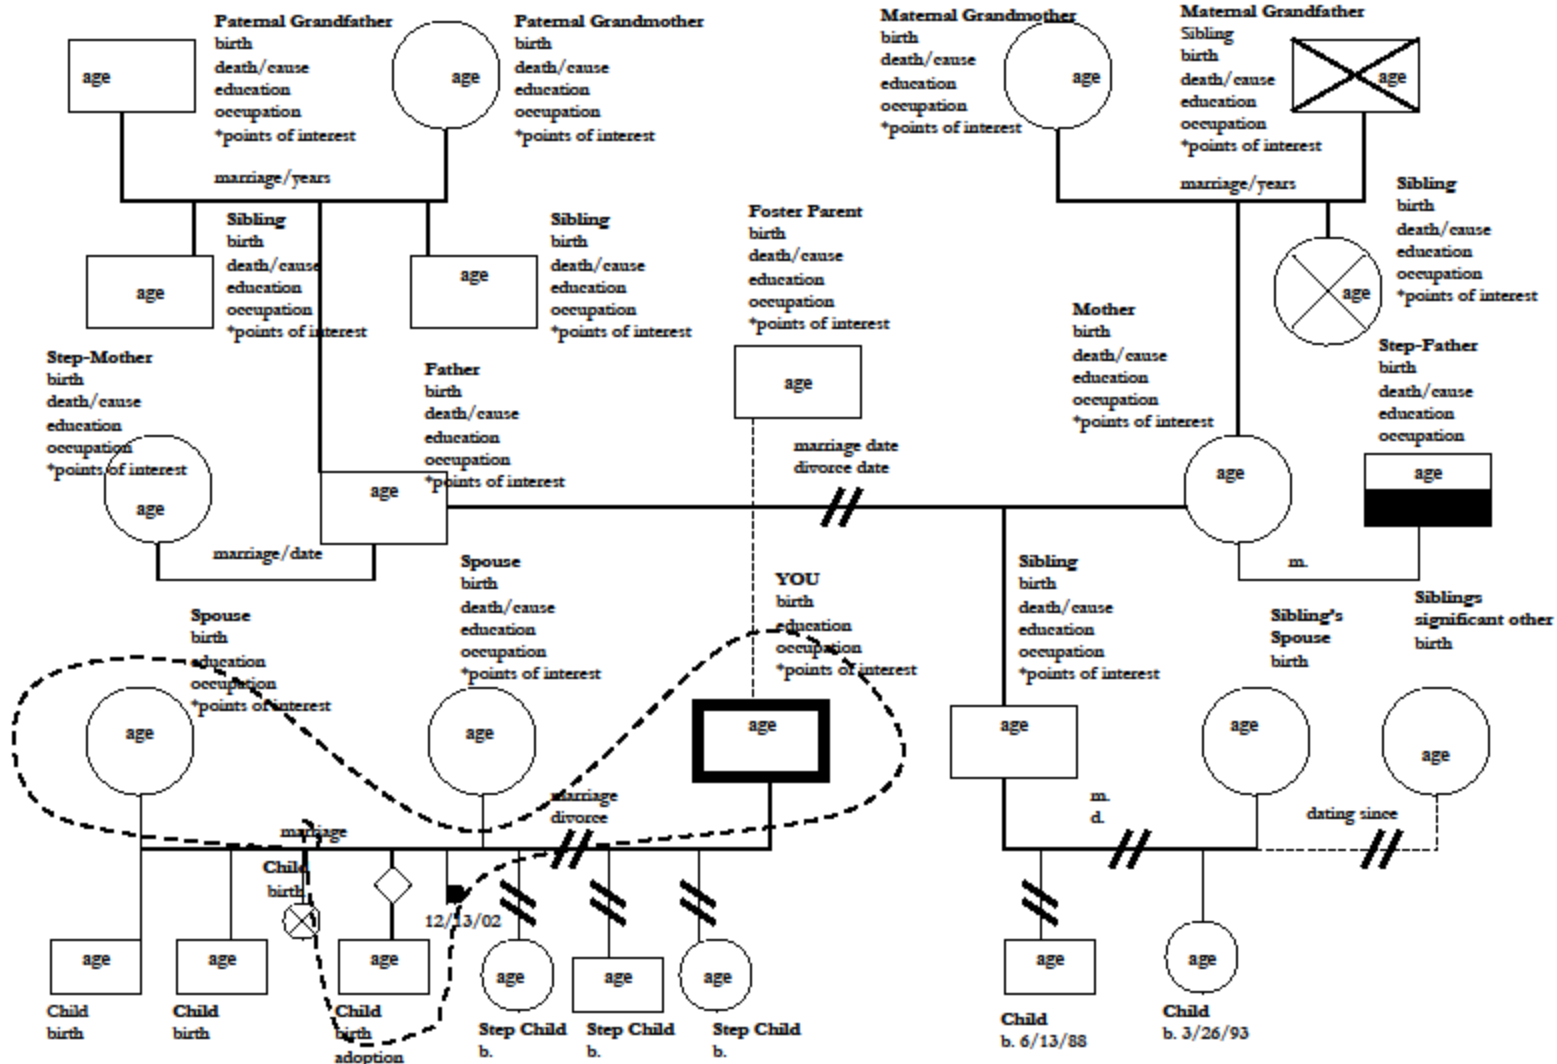 Paternal Grandfather
birth
death/cause
education
occupation
*points of interest
age
Paternal Grandmother
birth
death/cause
education
occupation
*points of interest
age
marriage/years
Maternal Grandmother
birth
death/cause
education
occupation
*points of interest
age
Maternal Grandfather
Sibling
birth
death/cause
education
occupation
*points of interest
age
marriage/years
Sibling
birth
death/cause
education
occupation
*points of interest
age
Sibling
birth
death/cause
education
occupation
*points of interest
age
Foster Parent
birth
death/cause
education
occupation
*points of interest
age
Sibling
birth
death/cause
education
occupation
*points of interest
age
Step-Mother
birth
death/cause
education
occupation
*points of interest
age
Father
birth
death/cause
education
occupation
*points of interest
age
marriage/date
marriage date
divorce date
Mother
birth
death/cause
education
occupation
*points of interest
age
Step-Father
birth
death/cause
education
occupation
age
m.
Spouse
birth
education
occupation
*points of interest
age
Spouse
birth
death/cause
education
occupation
*points of interest
age
YOU
birth
education
occupation
*points of interest
age
Sibling
birth
death/cause
education
occupation
*points of interest
age
Sibling's
Spouse
birth
age
Siblings
significant other
birth
age
marriage
marriage
divorce
m.
d.
dating since
Child
birth
12/13/02
age
Child
birth
age
Child
birth
age
Child
birth
adoption
age
Step Child
b.
age
Step Child
b.
age
Step Child
b.
age
Child
b. 6/13/88
age
Child
b. 3/26/93